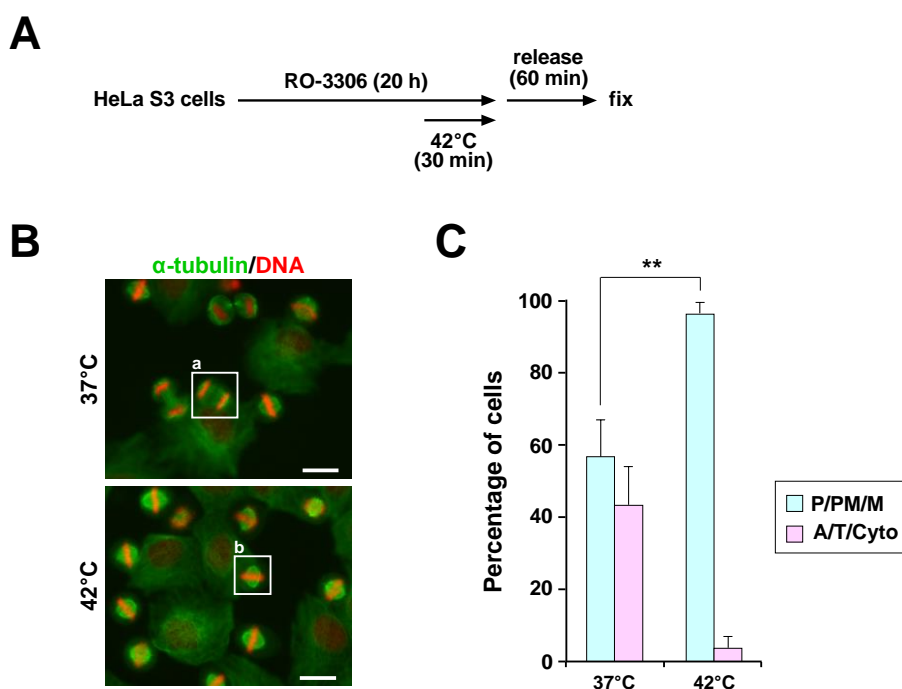 A
HeLa S3 cells
RO-3306 (20 h)
release
(60 min)
fix
42°C
(30 min)
B
α-tubulin/DNA
37°C
a
42°C
b
C
**
Percentage of cells
100
80
60
40
20
0
37°C
42°C
P/PM/M
A/T/Cyto